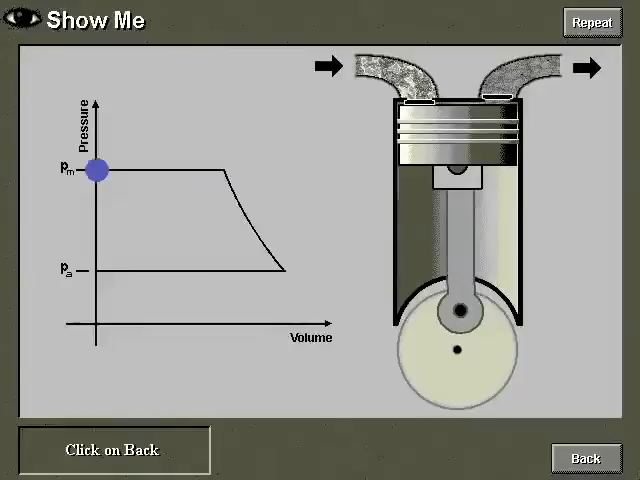 Show Me
Repeat
Pressure
pm
pa
Volume
Click on Back
Back